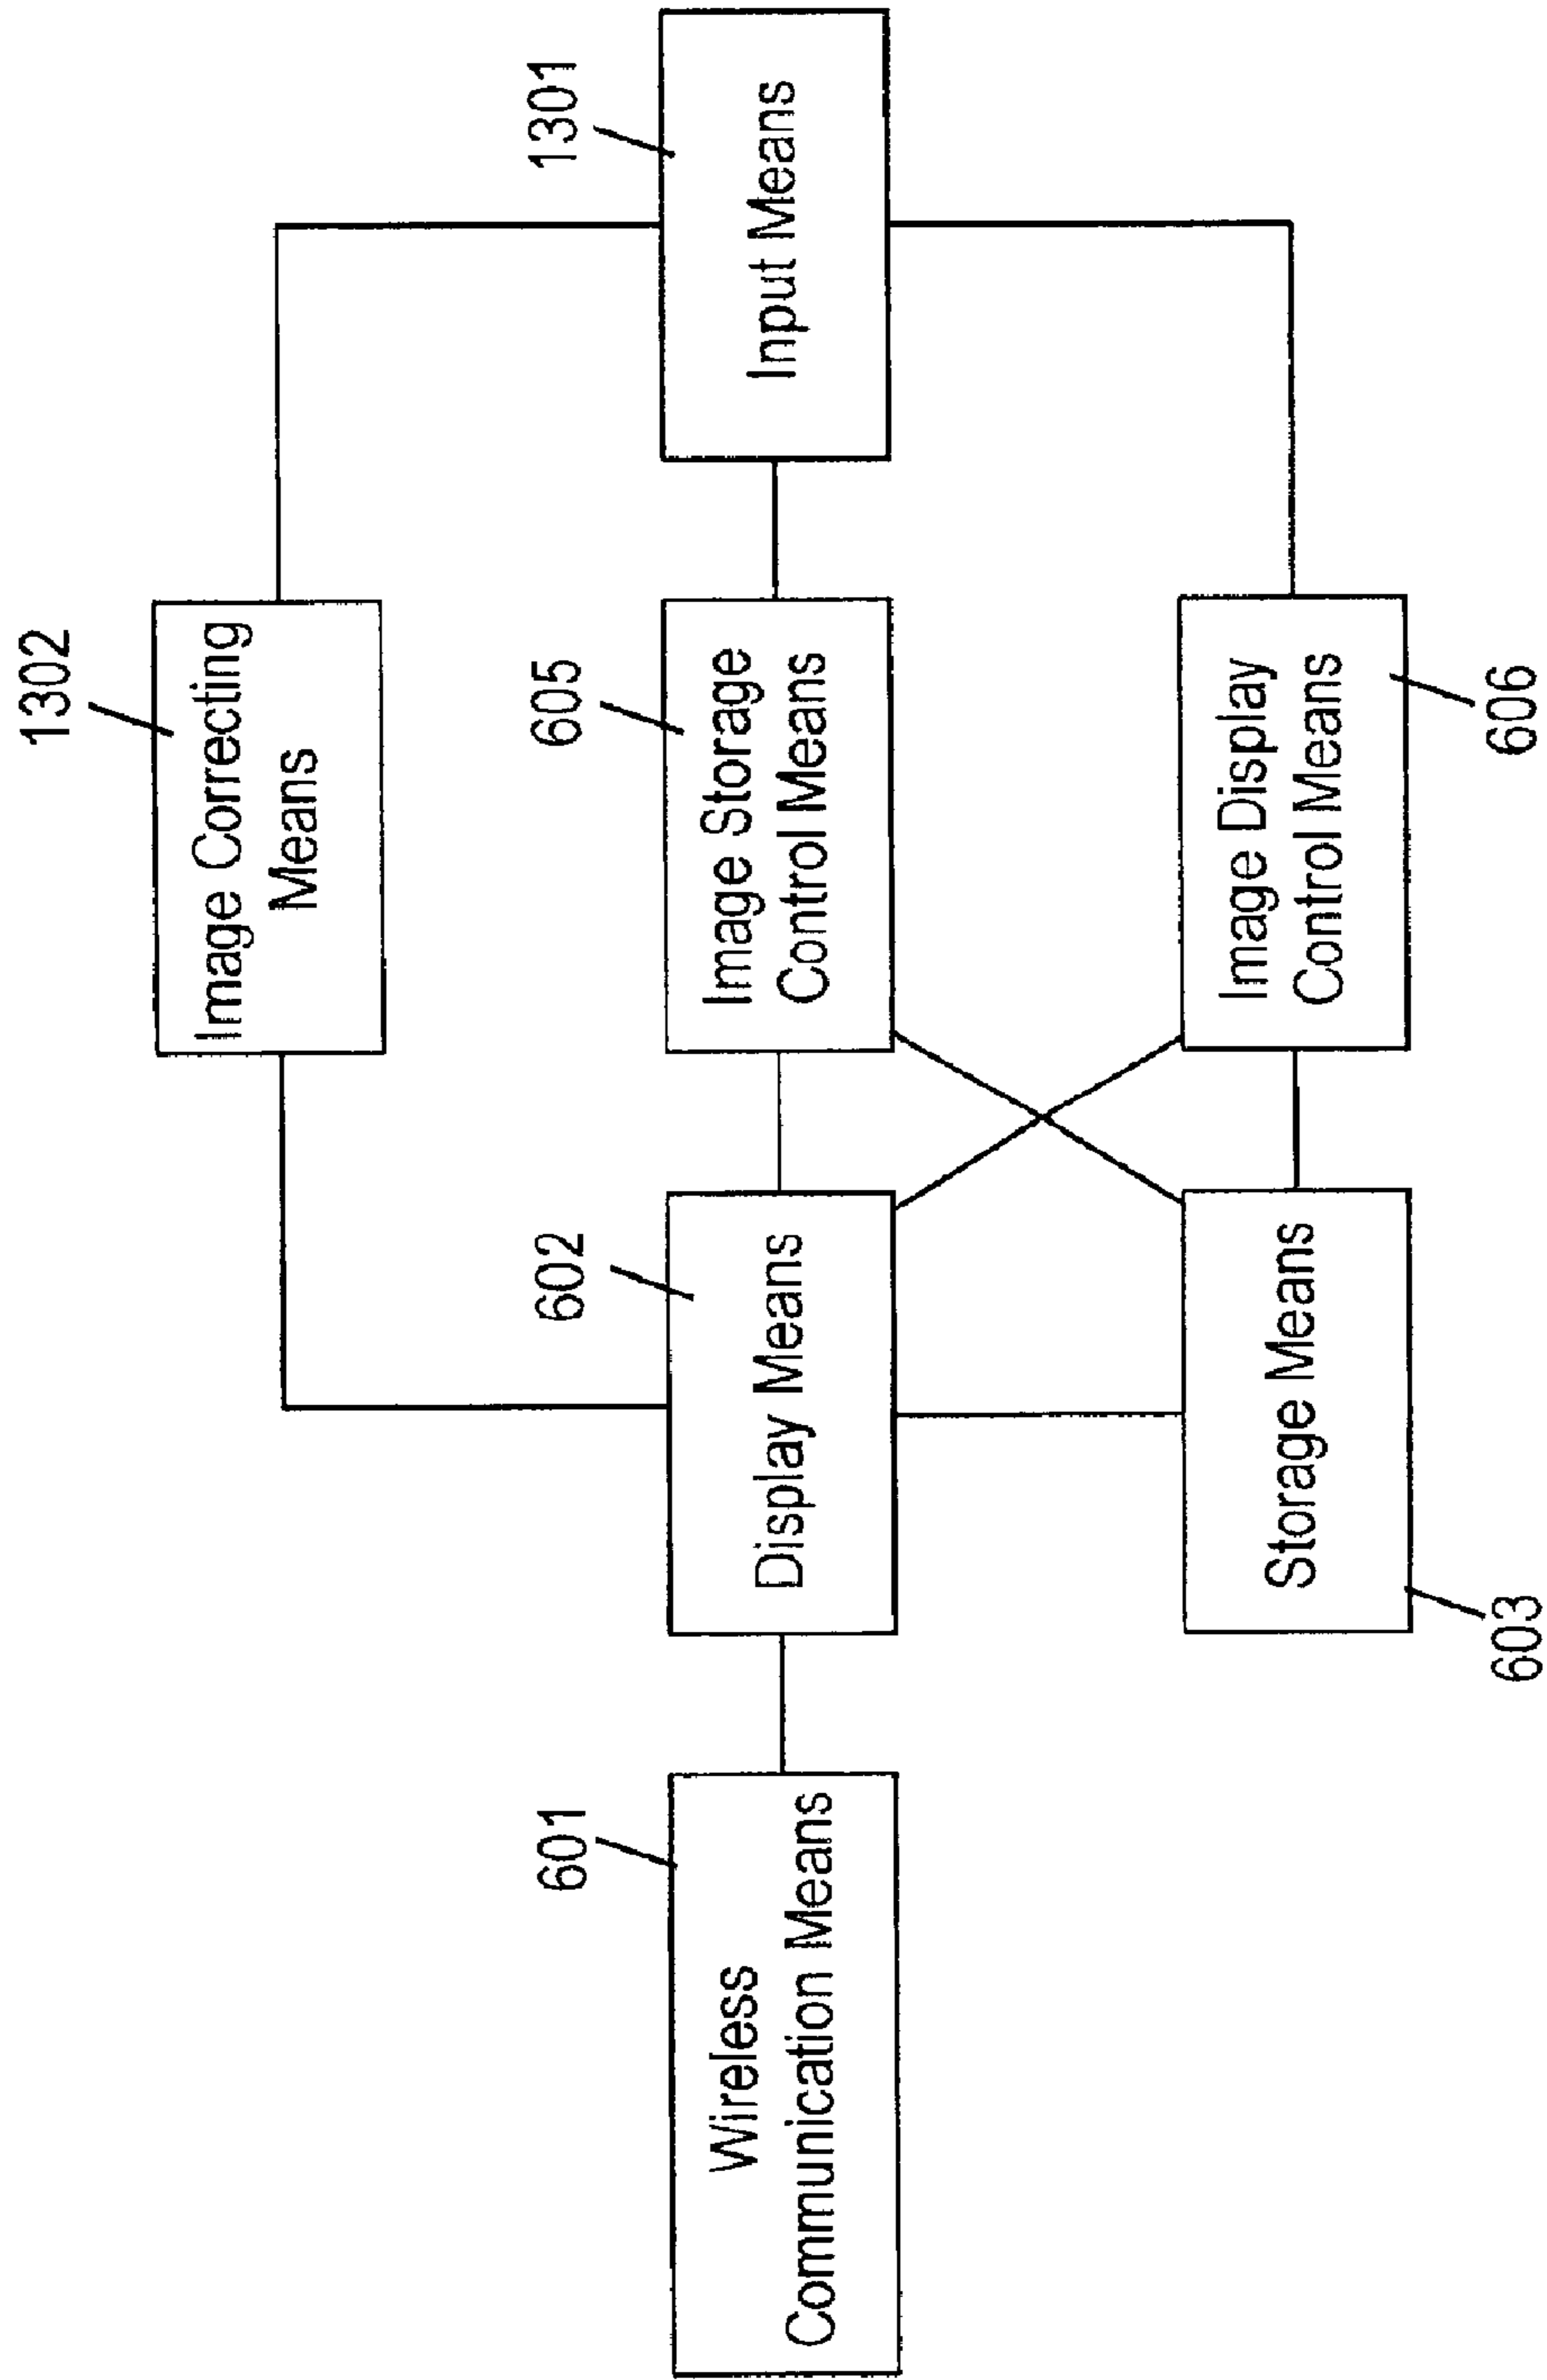 1302
Image Correcting
Means
601
Wireless
Communication Means
602
Display Means
605
Image Storage
Control Means
1301
Input Means
Storage Means
603
Image Display
Control Means
606